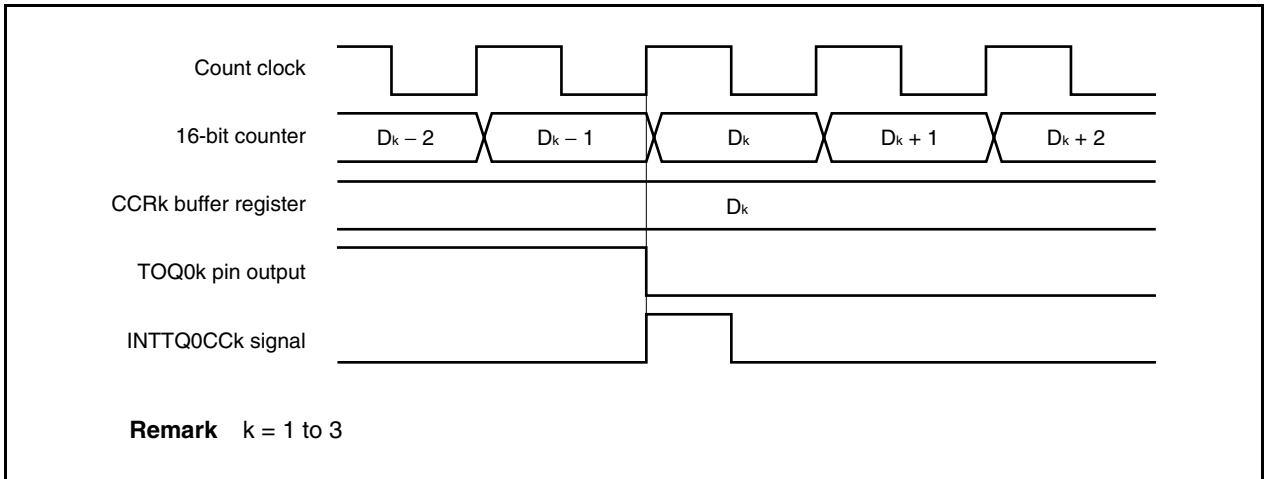 Count clock
16-bit counter Dk − 2 Dk − 1 Dk Dk + 1 Dk + 2
CCRk buffer register Dk
TOQ0k pin output
INTTQ0CCk signal
Remark k = 1 to 3